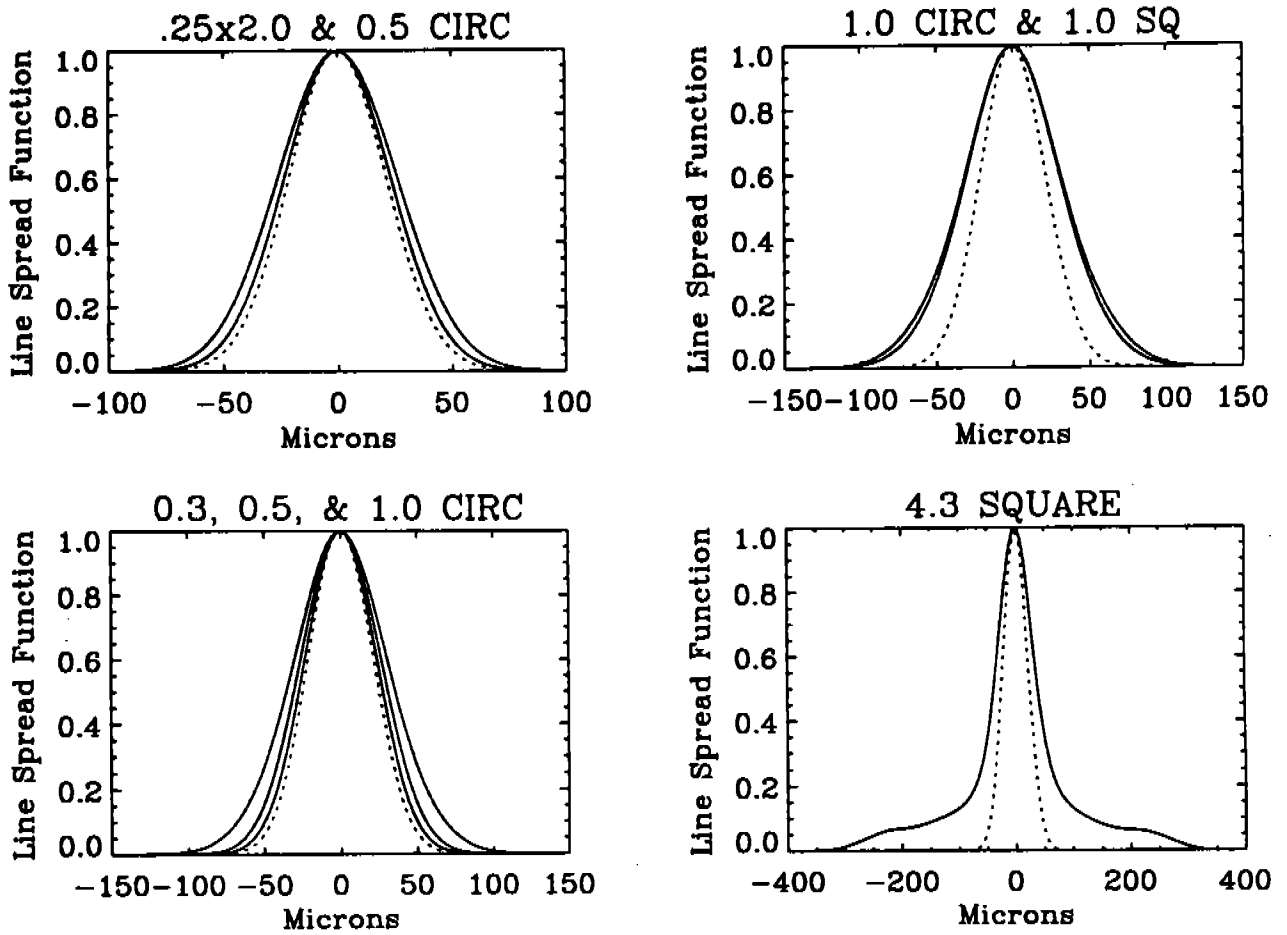 .25x2.0 & 0.5 CIRC
Line Spread Function
1.0
0.8
0.6
0.4
0.2
0.0
-100 -50 0 50 100
Microns
1.0 CIRC & 1.0 SQ
Line Spread Function
1.0
0.8
0.6
0.4
0.2
0.0
-150-100 -50 0 50 100 150
Microns
0.3, 0.5, & 1.0 CIRC
Line Spread Function
1.0
0.8
0.6
0.4
0.2
0.0
-150-100 -50 0 50 100 150
Microns
4.3 SQUARE
Line Spread Function
1.0
0.8
0.6
0.4
0.2
0.0
-400 -200 0 200 400
Microns